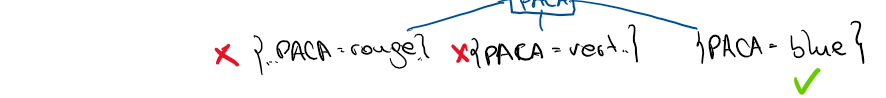 PACA
{..PACA = rouge} {PACA = vert..} {PACA = blue}